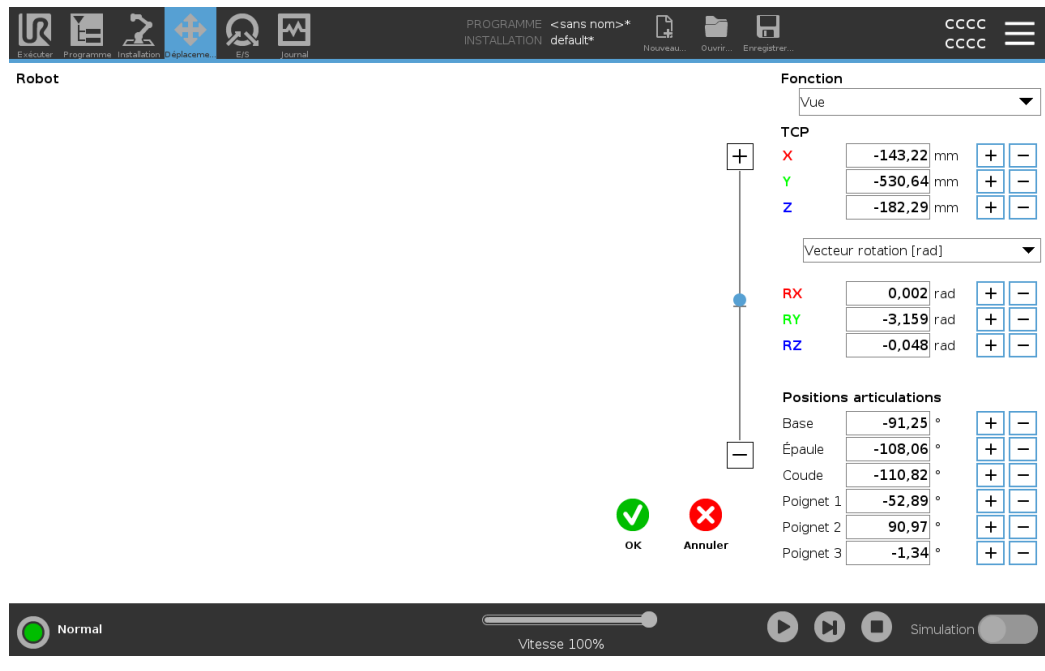 PROGRAMME <sans nom>*
INSTALLATION default*
Exécuter Programme Installation Déplaceme... E/S Journal
Nouveau... Ouvrir... Enregistrer...
CCCC
CCCC
Robot
Fonction
Vue
TCP
X -143,22 mm + −
Y -530,64 mm + −
Z -182,29 mm + −
Vecteur rotation [rad]
RX 0,002 rad + −
RY -3,159 rad + −
RZ -0,048 rad + −
Positions articulations
Base -91,25 ° + −
Épaule -108,06 ° + −
Coude -110,82 ° + −
Poignet 1 -52,89 ° + −
Poignet 2 90,97 ° + −
Poignet 3 -1,34 ° + −
OK Annuler
Normal
Vitesse 100%
Simulation